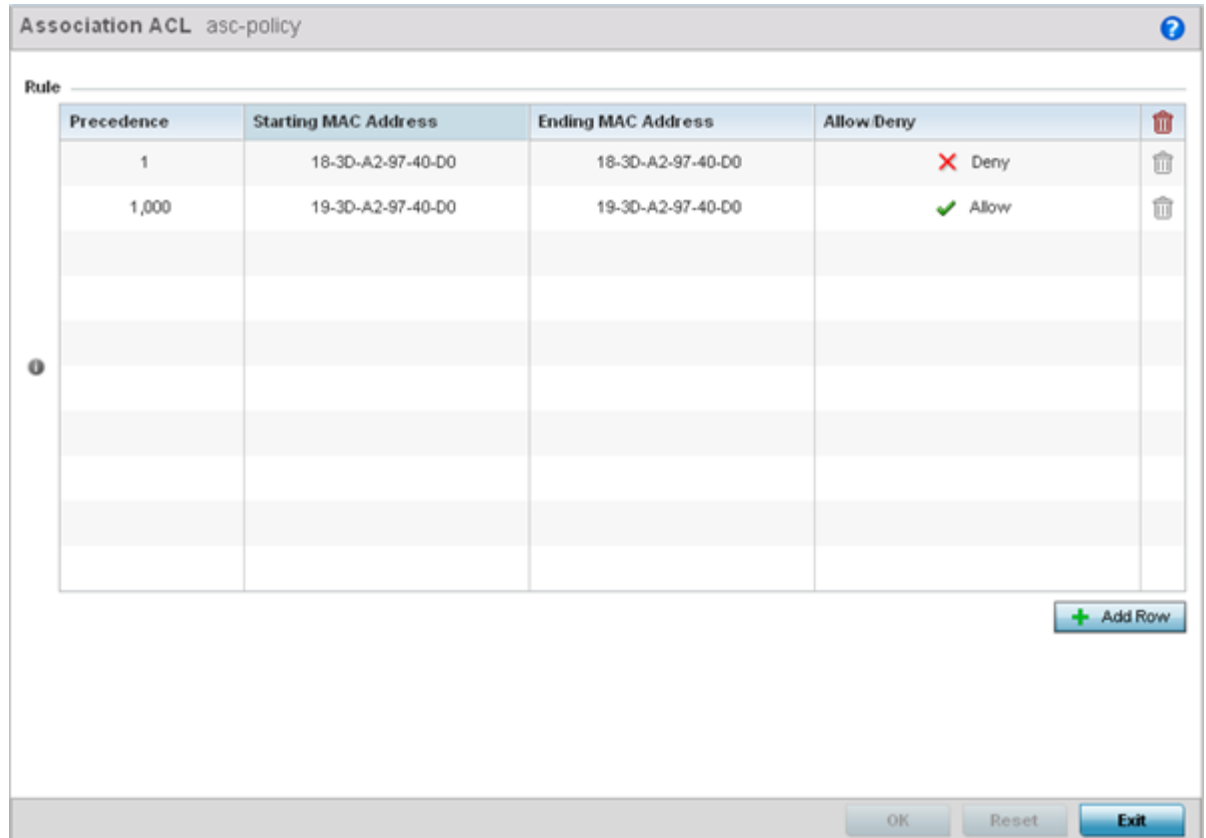 Association ACL asc-policy
?
Rule
Precedence Starting MAC Address Ending MAC Address Allow/Deny
1 18-3D-A2-97-40-D0 18-3D-A2-97-40-D0 Deny
1,000 19-3D-A2-97-40-D0 19-3D-A2-97-40-D0 Allow
Add Row
OK Reset Exit